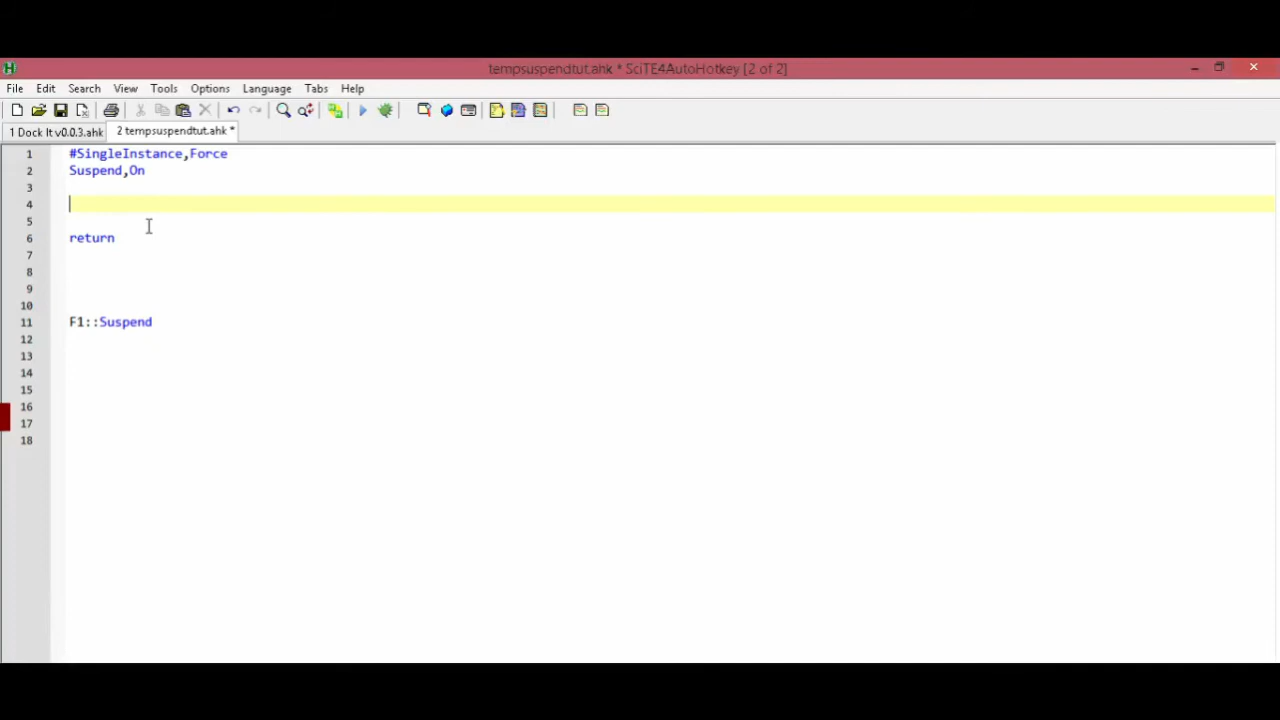 tempsuspendtut.ahk * SciTE4AutoHotkey [2 of 2]
File Edit Search View Tools Options Language Tabs Help
1 Dock It v0.0.3.ahk 2 tempsuspendtut.ahk *
1 #SingleInstance,Force
2 Suspend,On
3
4
5
6 return
7
8
9
10
11 F1::Suspend
12
13
14
15
16
17
18